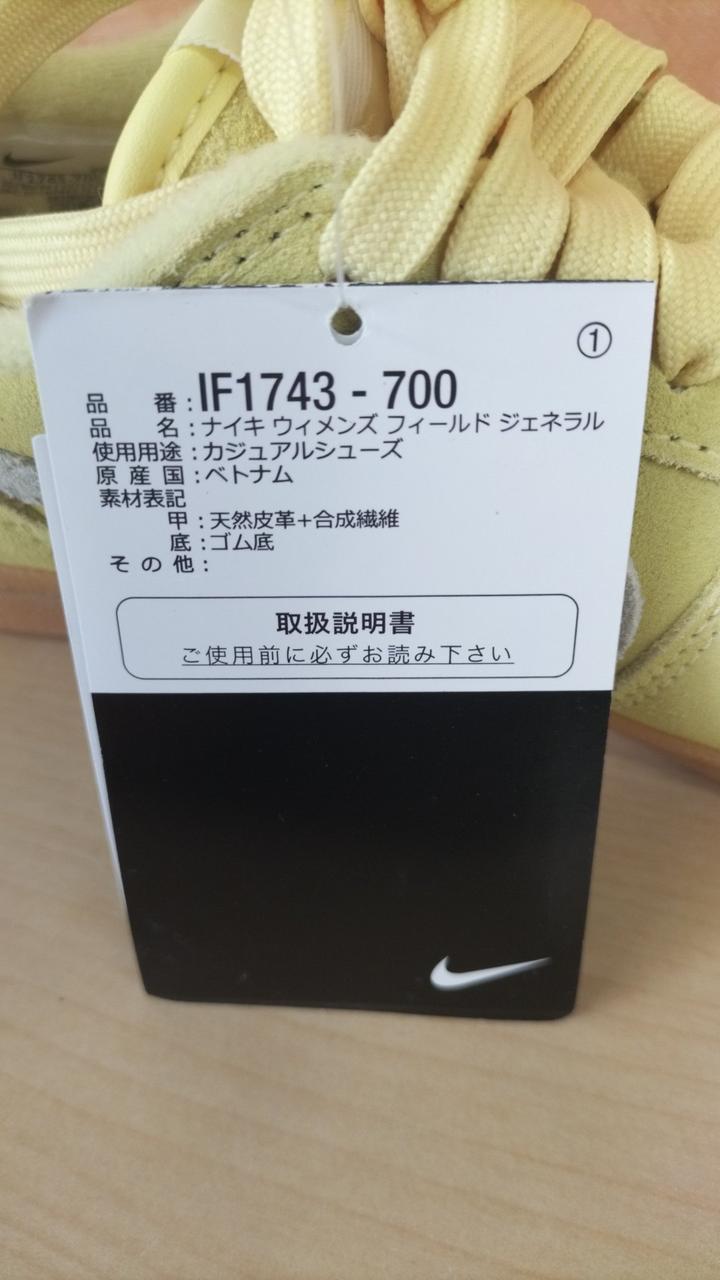 ①
品 番:IF1743 - 700
品 名:ナイキ ウィメンズ フィールド ジェネラル
使用用途:カジュアルシューズ
原 産 国:ベトナム
素材表記
甲:天然皮革+合成繊維
底:ゴム底
そ の 他:
取扱説明書
ご使用前に必ずお読み下さい